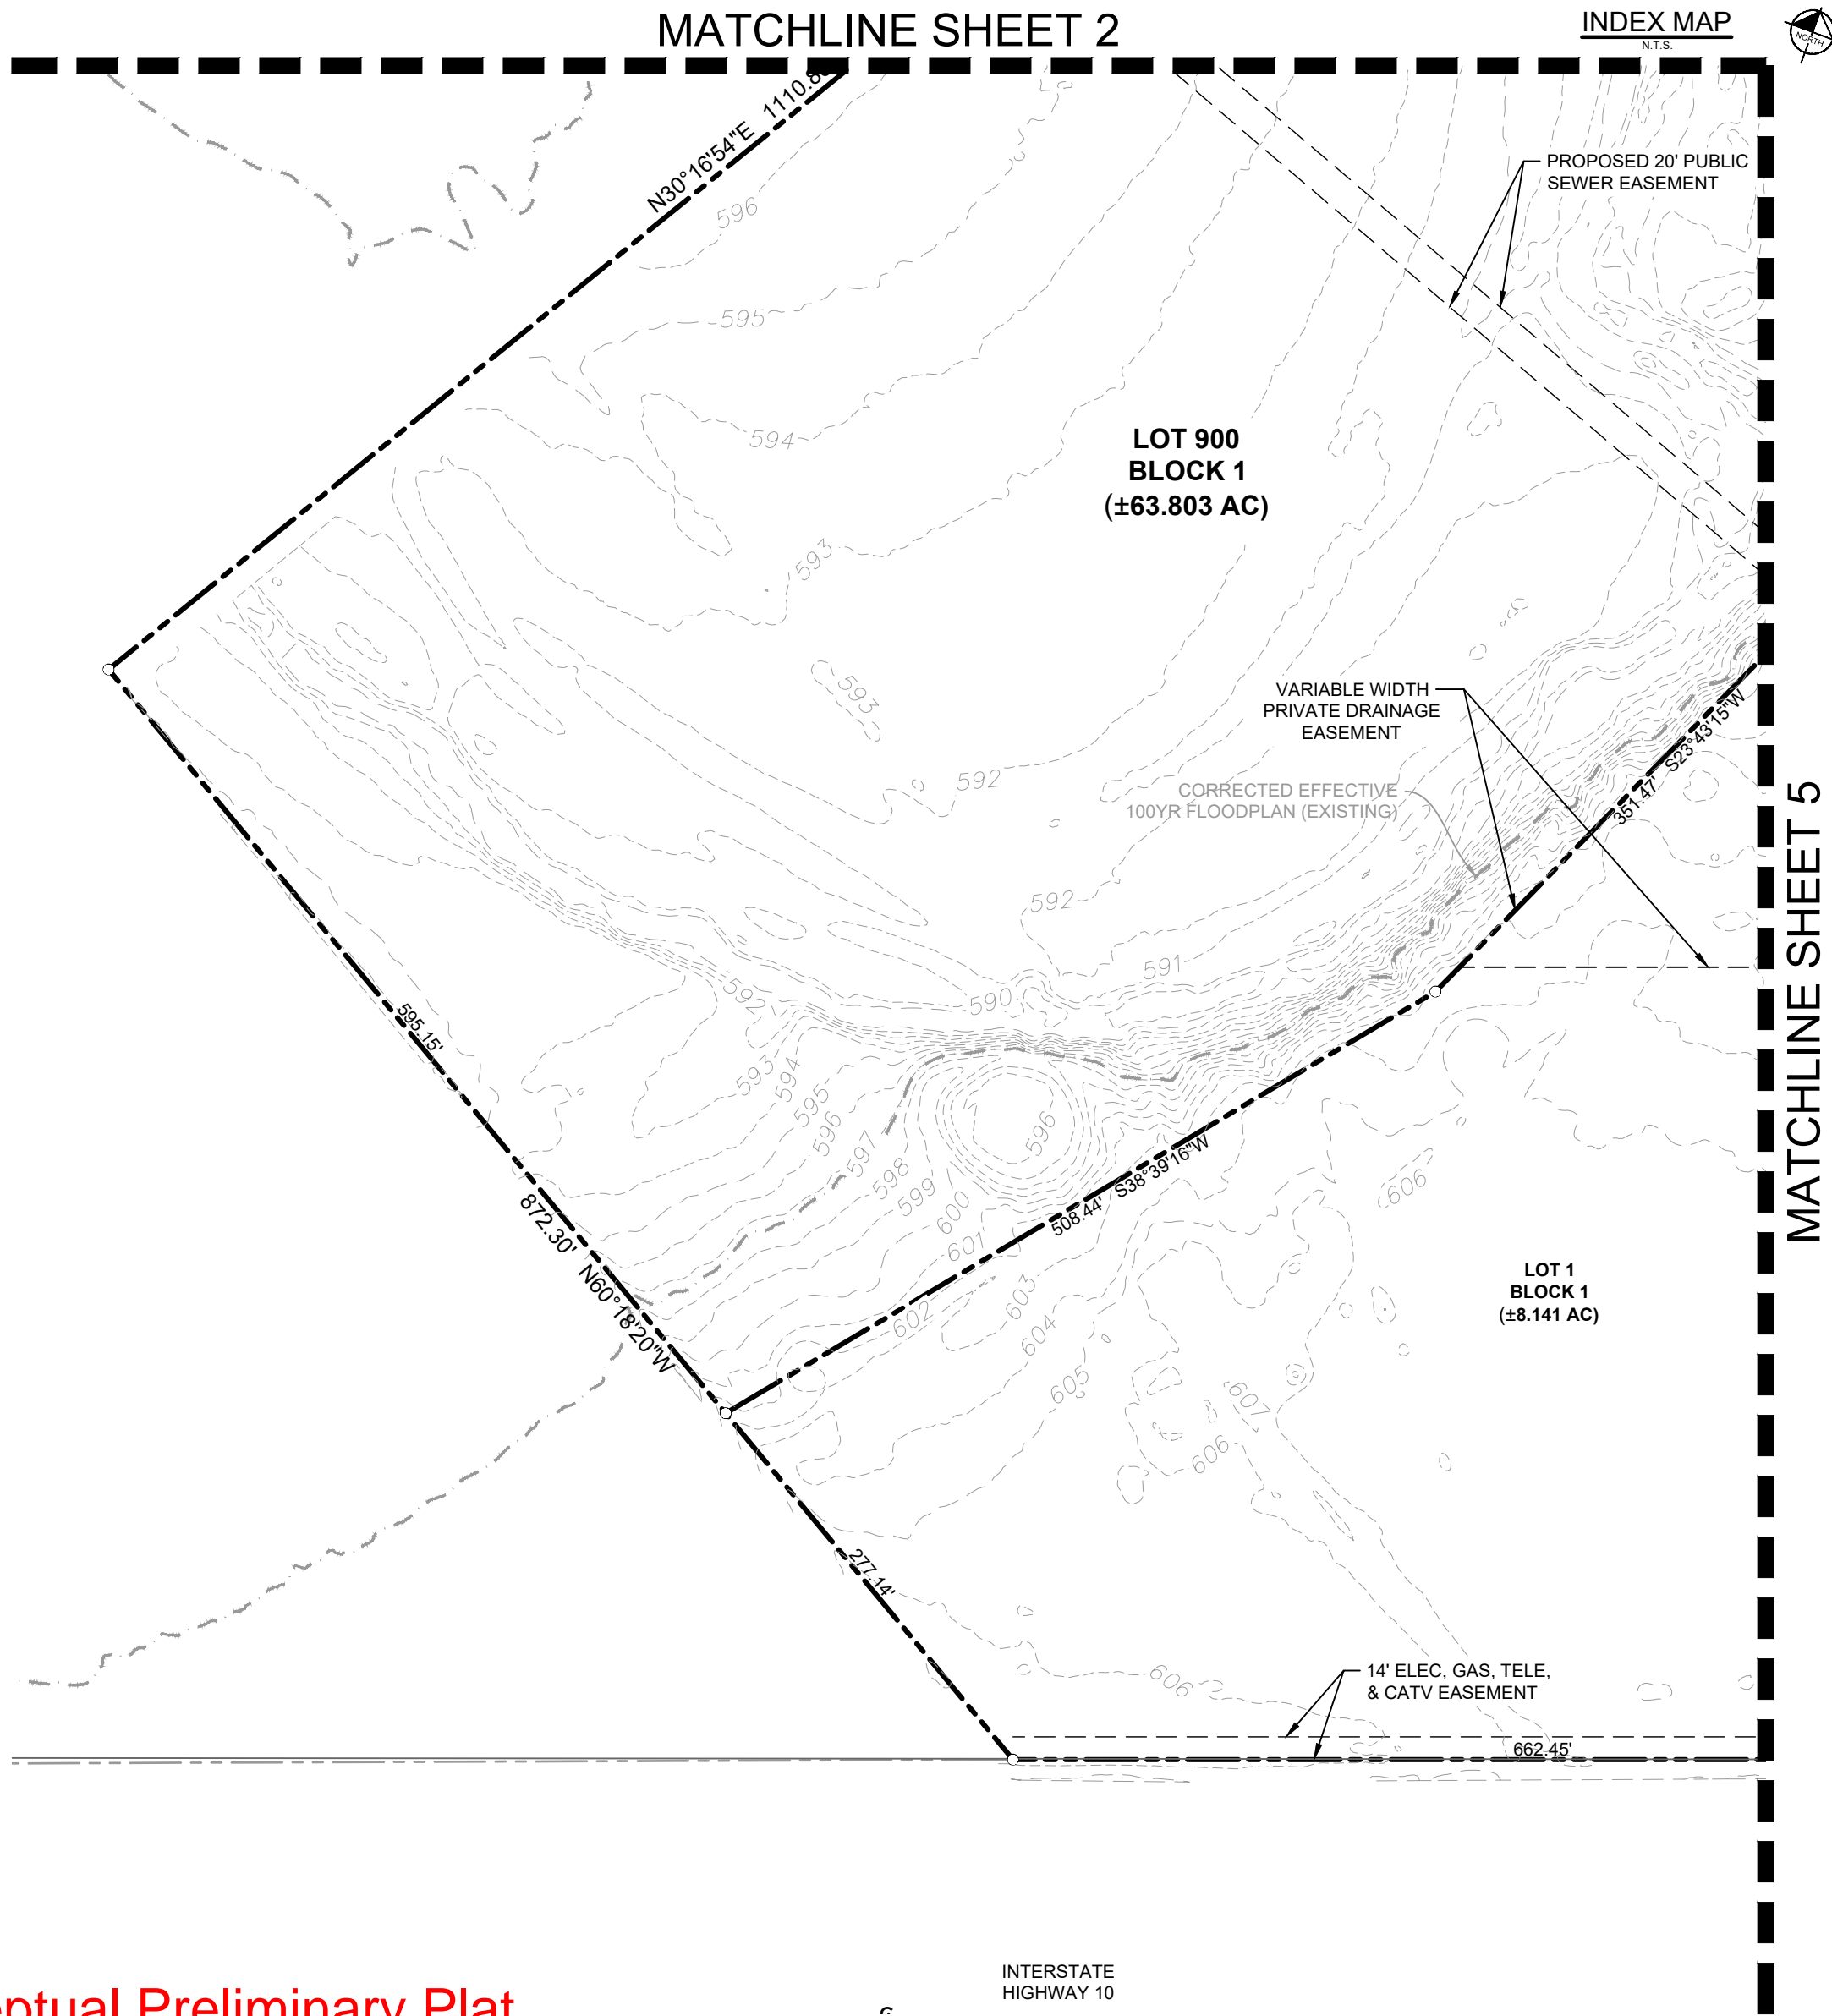 MATCHLINE SHEET 2
INDEX MAP
N.T.S.
NORTH
N30°16'54"E
596
PROPOSED 20' PUBLIC
SEWER EASEMENT
595
594
LOT 900
BLOCK 1
(±63.803 AC)
593
593
VARIABLE WIDTH
PRIVATE DRAINAGE
EASEMENT
351.47' S23°43'15"W
592
CORRECTED EFFECTIVE
100YR FLOODPLAN (EXISTING)
MATCHLINE SHEET 5
592
591
592
590
595.15'
593
594
595
596
597
596
598
599
600
601
508.44' S38°39'16"W
606
872.30' N60°18'20"W
602
603
604
605
LOT 1
BLOCK 1
(±8.141 AC)
607
606
277.14'
606
14' ELEC, GAS, TELE,
& CATV EASEMENT
662.45'
INTERSTATE
HIGHWAY 10
eptual Preliminary Plat